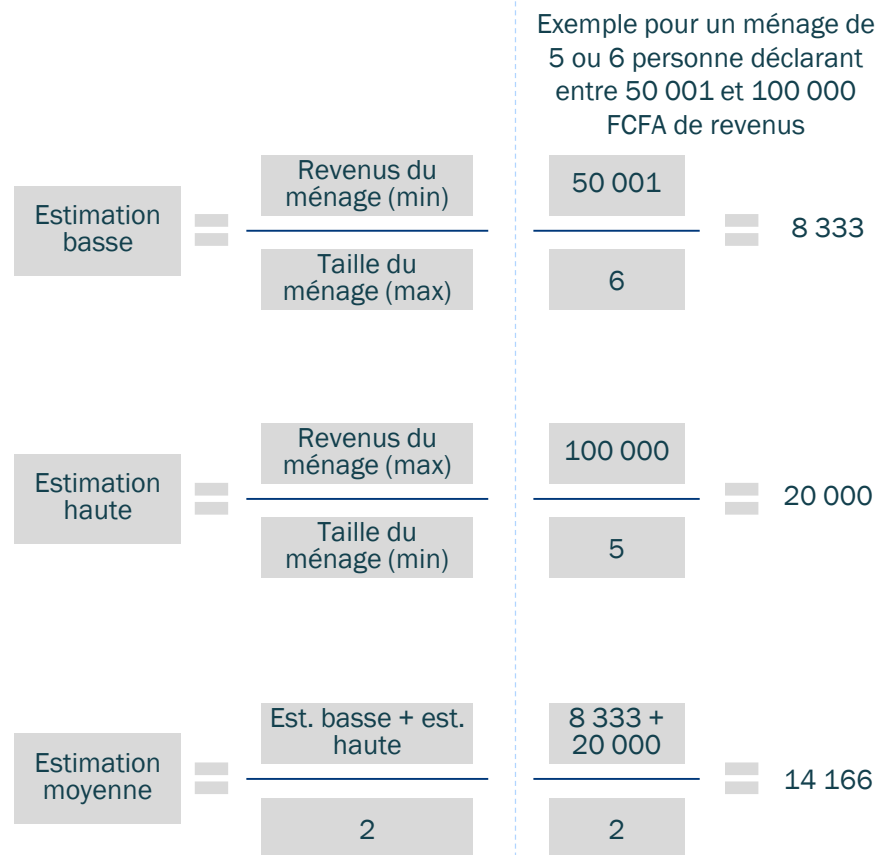 Exemple pour un ménage de
5 ou 6 personne déclarant
entre 50 001 et 100 000
FCFA de revenus
Estimation
basse
=
Revenus du
ménage (min)
Taille du
ménage (max)
50 001
6
=
8 333
Estimation
haute
=
Revenus du
ménage (max)
Taille du
ménage (min)
100 000
5
=
20 000
Estimation
moyenne
=
Est. basse + est.
haute
2
8 333 +
20 000
2
=
14 166